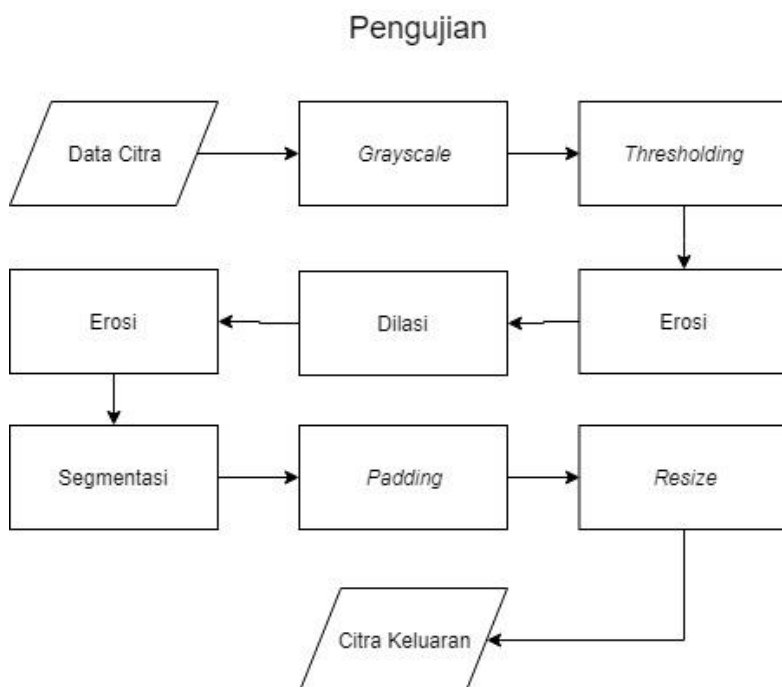 Pengujian
Data Citra
Grayscale
Thresholding
Erosi
Dilasi
Erosi
Segmentasi
Padding
Resize
Citra Keluaran